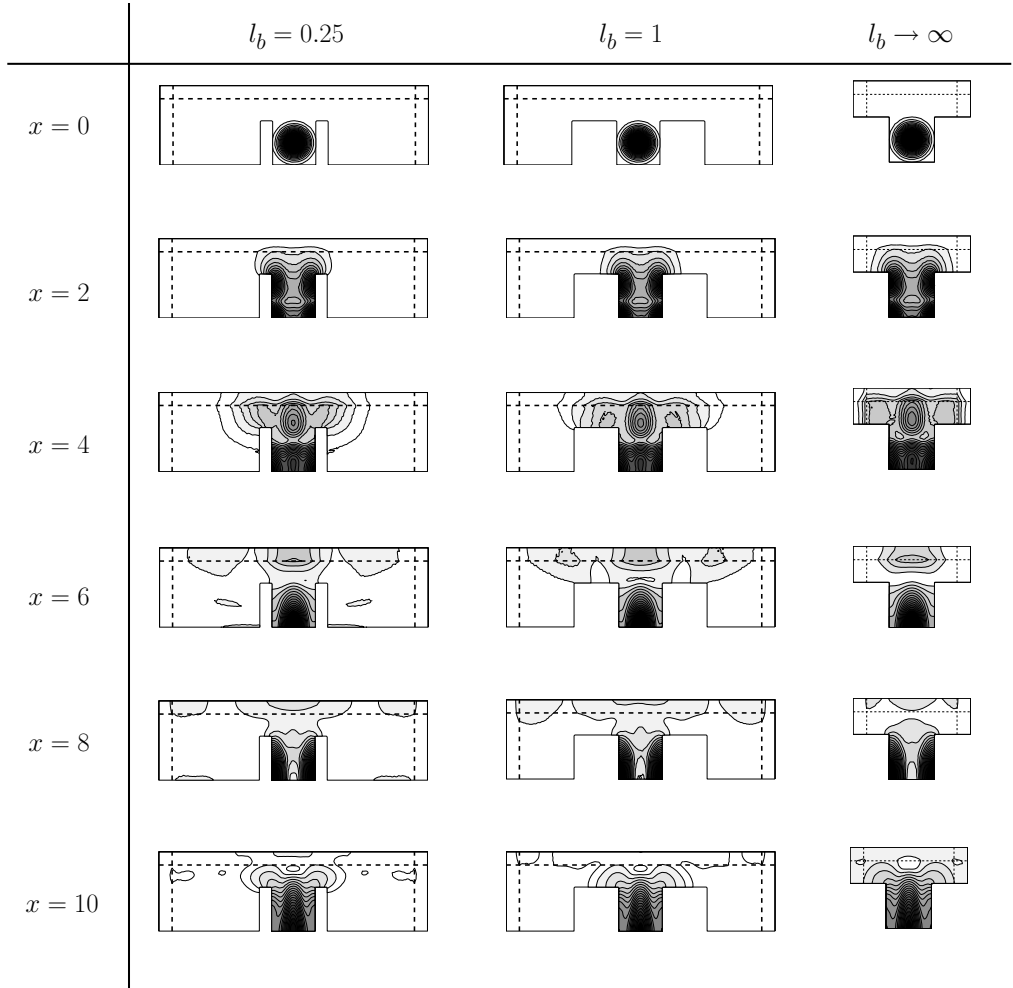 l_b = 0.25 l_b = 1 l_b → ∞
x = 0
x = 2
x = 4
x = 6
x = 8
x = 10